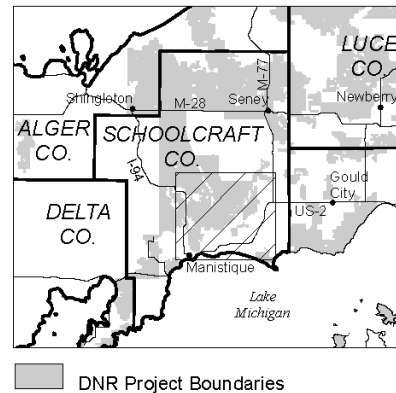 LUCE
CO.
M-77
Shingleton
M-28
Seney
Newberry
ALGER
CO.
SCHOOLCRAFT
CO.
I-94
Gould
City
US-2
DELTA
CO.
Manistique
Lake
Michigan
DNR Project Boundaries